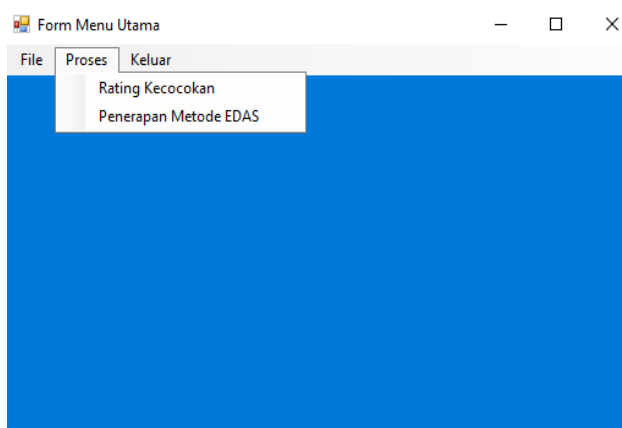 Form Menu Utama
File Proses Keluar
Rating Kecocokan
Penerapan Metode EDAS